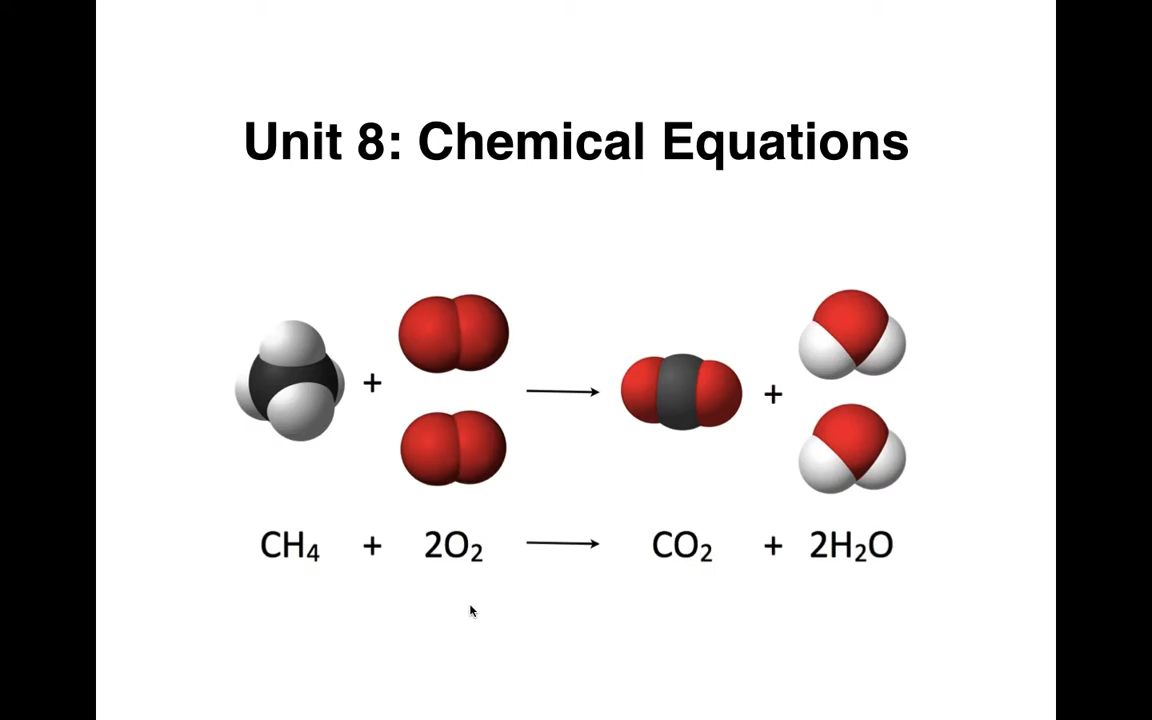 Unit 8: Chemical Equations
+ +
CH₄ + 2O₂ ⟶ CO₂ + 2H₂O